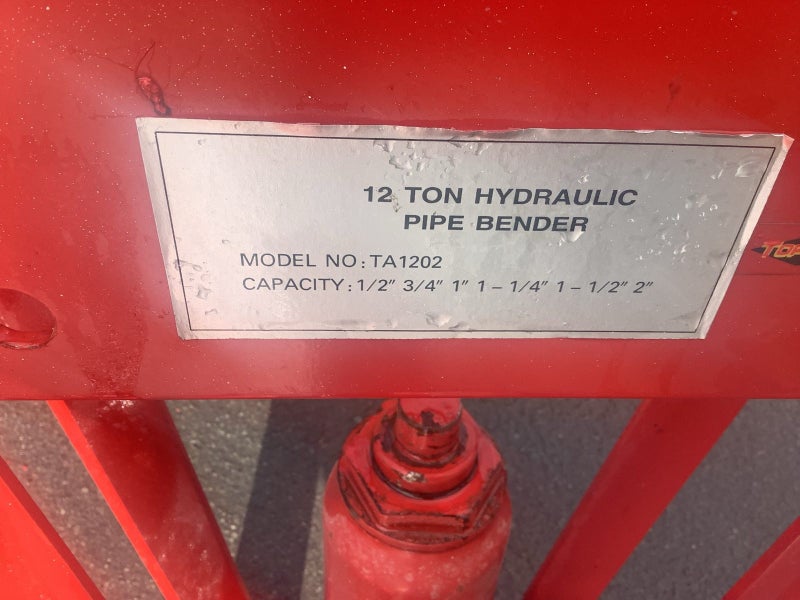 12 TON HYDRAULIC
PIPE BENDER
MODEL NO:TA1202
CAPACITY:1/2" 3/4" 1" 1-1/4" 1-1/2" 2"